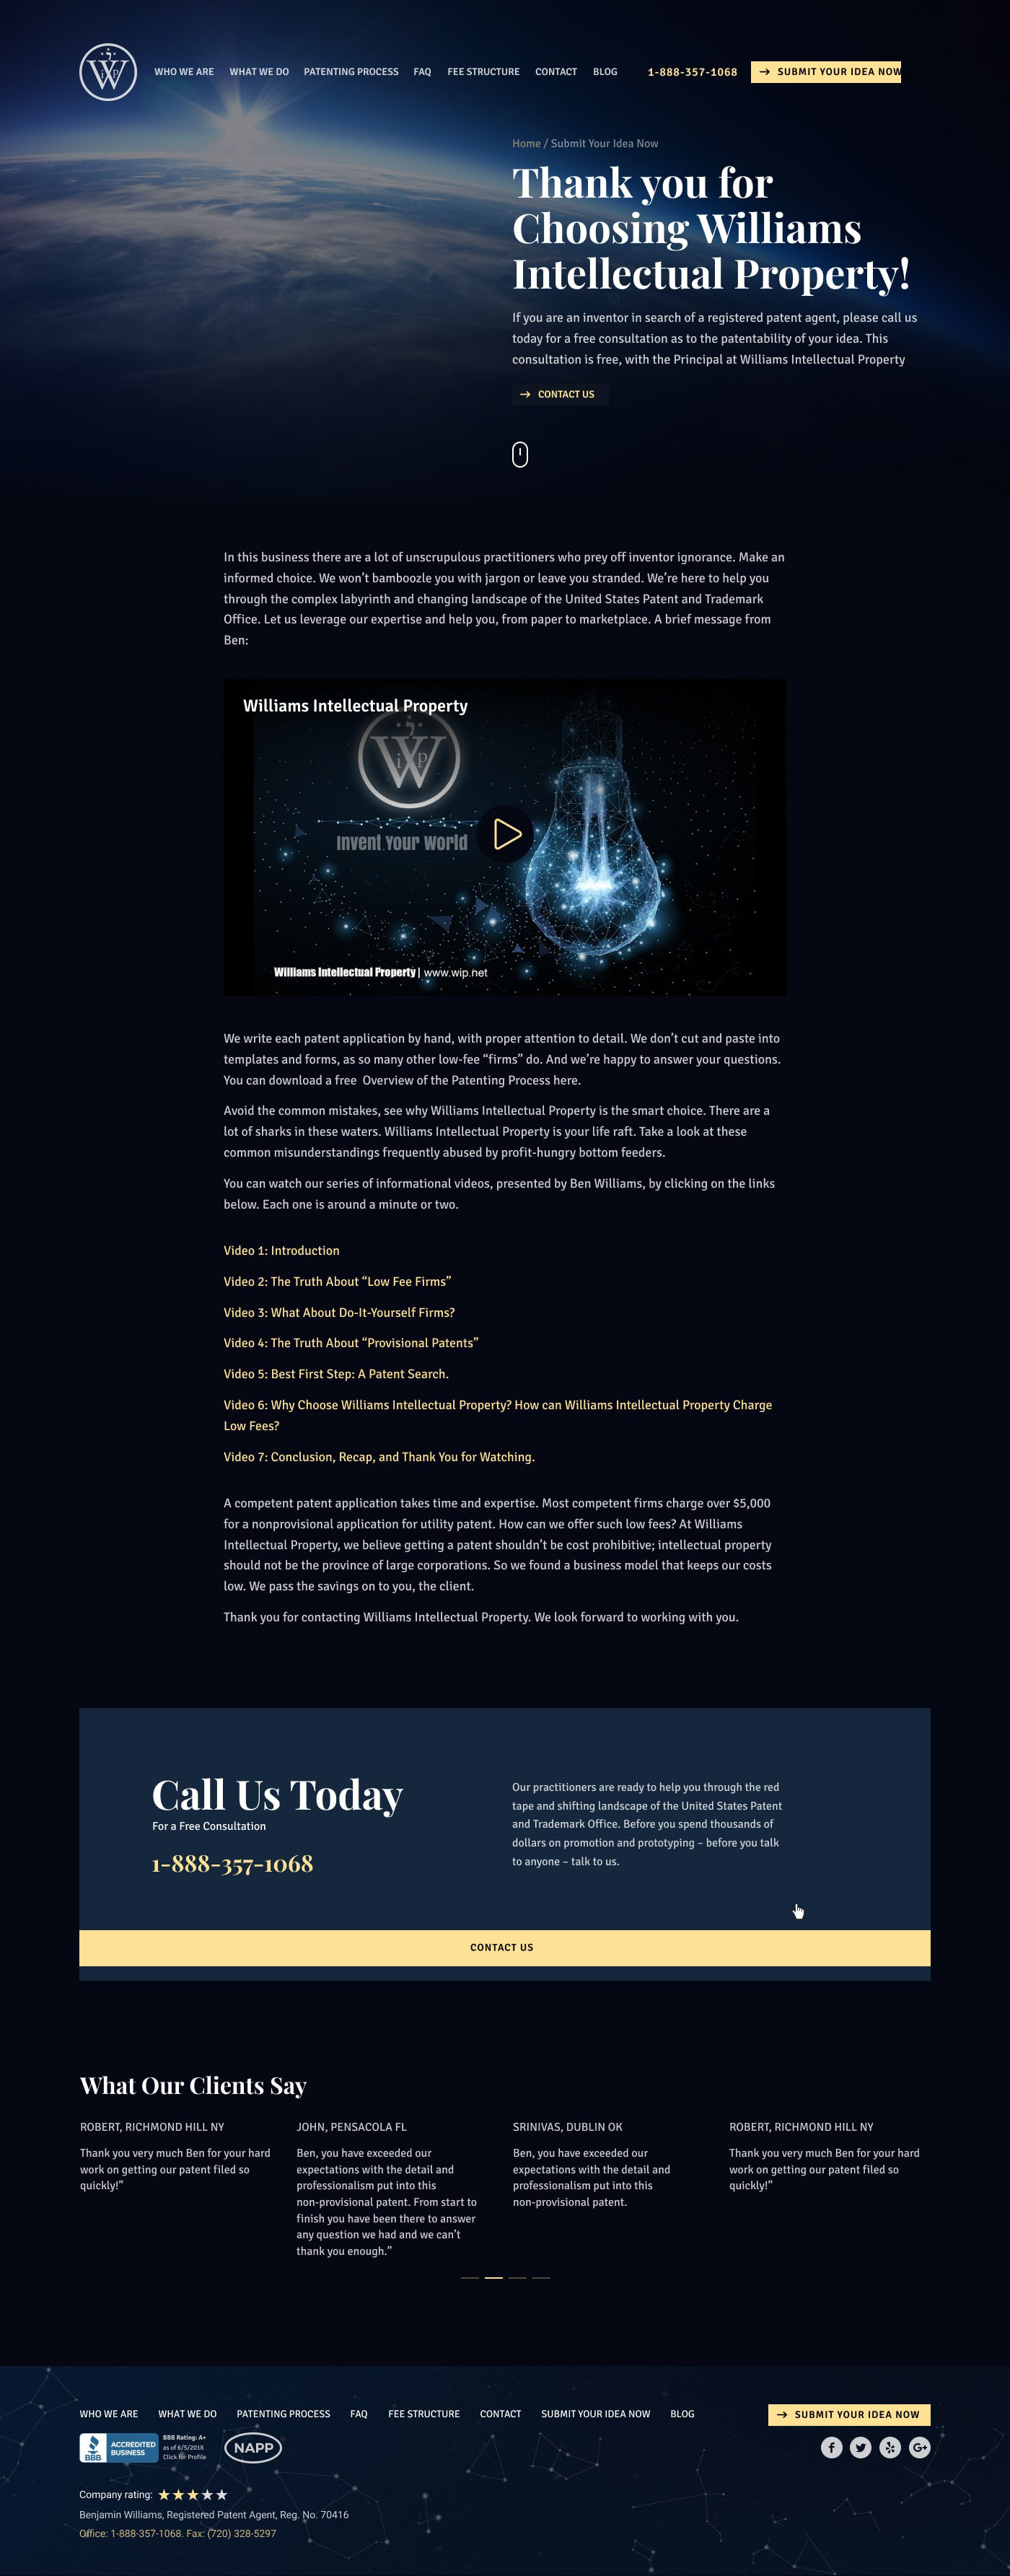 WIP
WHO WE ARE WHAT WE DO PATENTING PROCESS FAQ FEE STRUCTURE CONTACT BLOG 1-888-357-1068 SUBMIT YOUR IDEA NOW
Home / Submit Your Idea Now
Thank you for
Choosing Williams
Intellectual Property!
If you are an inventor in search of a registered patent agent, please call us
today for a free consultation as to the patentability of your idea. This
consultation is free, with the Principal at Williams Intellectual Property
CONTACT US
In this business there are a lot of unscrupulous practitioners who prey off inventor ignorance. Make an
informed choice. We won’t bamboozle you with jargon or leave you stranded. We’re here to help you
through the complex labyrinth and changing landscape of the United States Patent and Trademark
Office. Let us leverage our expertise and help you, from paper to marketplace. A brief message from
Ben:
Williams Intellectual Property
WIP
Invent Your World
Williams Intellectual Property | www.wip.net
We write each patent application by hand, with proper attention to detail. We don’t cut and paste into
templates and forms, as so many other low-fee “firms” do. And we’re happy to answer your questions.
You can download a free Overview of the Patenting Process here.
Avoid the common mistakes, see why Williams Intellectual Property is the smart choice. There are a
lot of sharks in these waters. Williams Intellectual Property is your life raft. Take a look at these
common misunderstandings frequently abused by profit-hungry bottom feeders.
You can watch our series of informational videos, presented by Ben Williams, by clicking on the links
below. Each one is around a minute or two.
Video 1: Introduction
Video 2: The Truth About “Low Fee Firms”
Video 3: What About Do-It-Yourself Firms?
Video 4: The Truth About “Provisional Patents”
Video 5: Best First Step: A Patent Search.
Video 6: Why Choose Williams Intellectual Property? How can Williams Intellectual Property Charge
Low Fees?
Video 7: Conclusion, Recap, and Thank You for Watching.
A competent patent application takes time and expertise. Most competent firms charge over $5,000
for a nonprovisional application for utility patent. How can we offer such low fees? At Williams
Intellectual Property, we believe getting a patent shouldn’t be cost prohibitive; intellectual property
should not be the province of large corporations. So we found a business model that keeps our costs
low. We pass the savings on to you, the client.
Thank you for contacting Williams Intellectual Property. We look forward to working with you.
Call Us Today
For a Free Consultation
1-888-357-1068
Our practitioners are ready to help you through the red
tape and shifting landscape of the United States Patent
and Trademark Office. Before you spend thousands of
dollars on promotion and prototyping – before you talk
to anyone – talk to us.
CONTACT US
What Our Clients Say
ROBERT, RICHMOND HILL NY
Thank you very much Ben for your hard
work on getting our patent filed so
quickly!”
JOHN, PENSACOLA FL
Ben, you have exceeded our
expectations with the detail and
professionalism put into this
non-provisional patent. From start to
finish you have been there to answer
any question we had and we can’t
thank you enough.”
SRINIVAS, DUBLIN OK
Ben, you have exceeded our
expectations with the detail and
professionalism put into this
non-provisional patent.
ROBERT, RICHMOND HILL NY
Thank you very much Ben for your hard
work on getting our patent filed so
quickly!”
WHO WE ARE WHAT WE DO PATENTING PROCESS FAQ FEE STRUCTURE CONTACT SUBMIT YOUR IDEA NOW BLOG
SUBMIT YOUR IDEA NOW
BBB
ACCREDITED
BUSINESS
BBB Rating: A+
as of 6/5/2018
Click for Profile
NAPP
f G+
Company rating:
Benjamin Williams, Registered Patent Agent, Reg. No. 70416
Office: 1-888-357-1068. Fax: (720) 328-5297